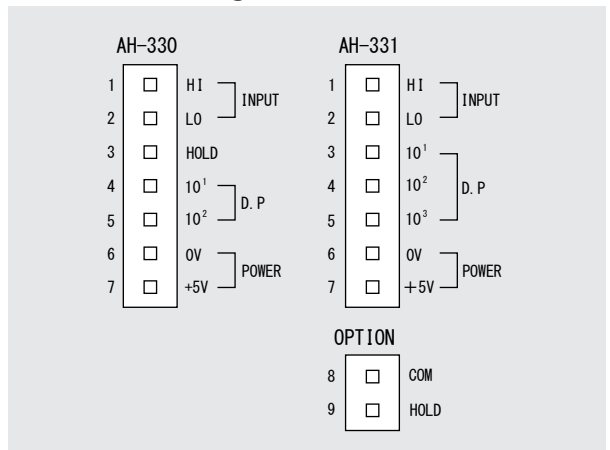 AH-330
1 HI
INPUT
2 LO
3 HOLD
4 10¹
D.P
5 10²
6 0V
POWER
7 +5V
AH-331
1 HI
INPUT
2 LO
3 10¹
4 10²
D.P
5 10³
6 0V
POWER
7 +5V
OPTION
8 COM
9 HOLD